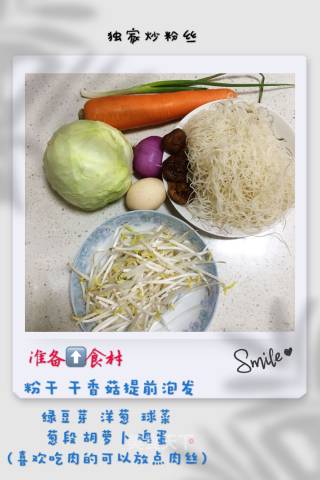 独家炒粉丝
准备⬆️食材
Smile
粉干 干香菇提前泡发
绿豆芽 洋葱 球菜
葱段 胡萝卜 鸡蛋
（喜欢吃肉的可以放点肉丝）